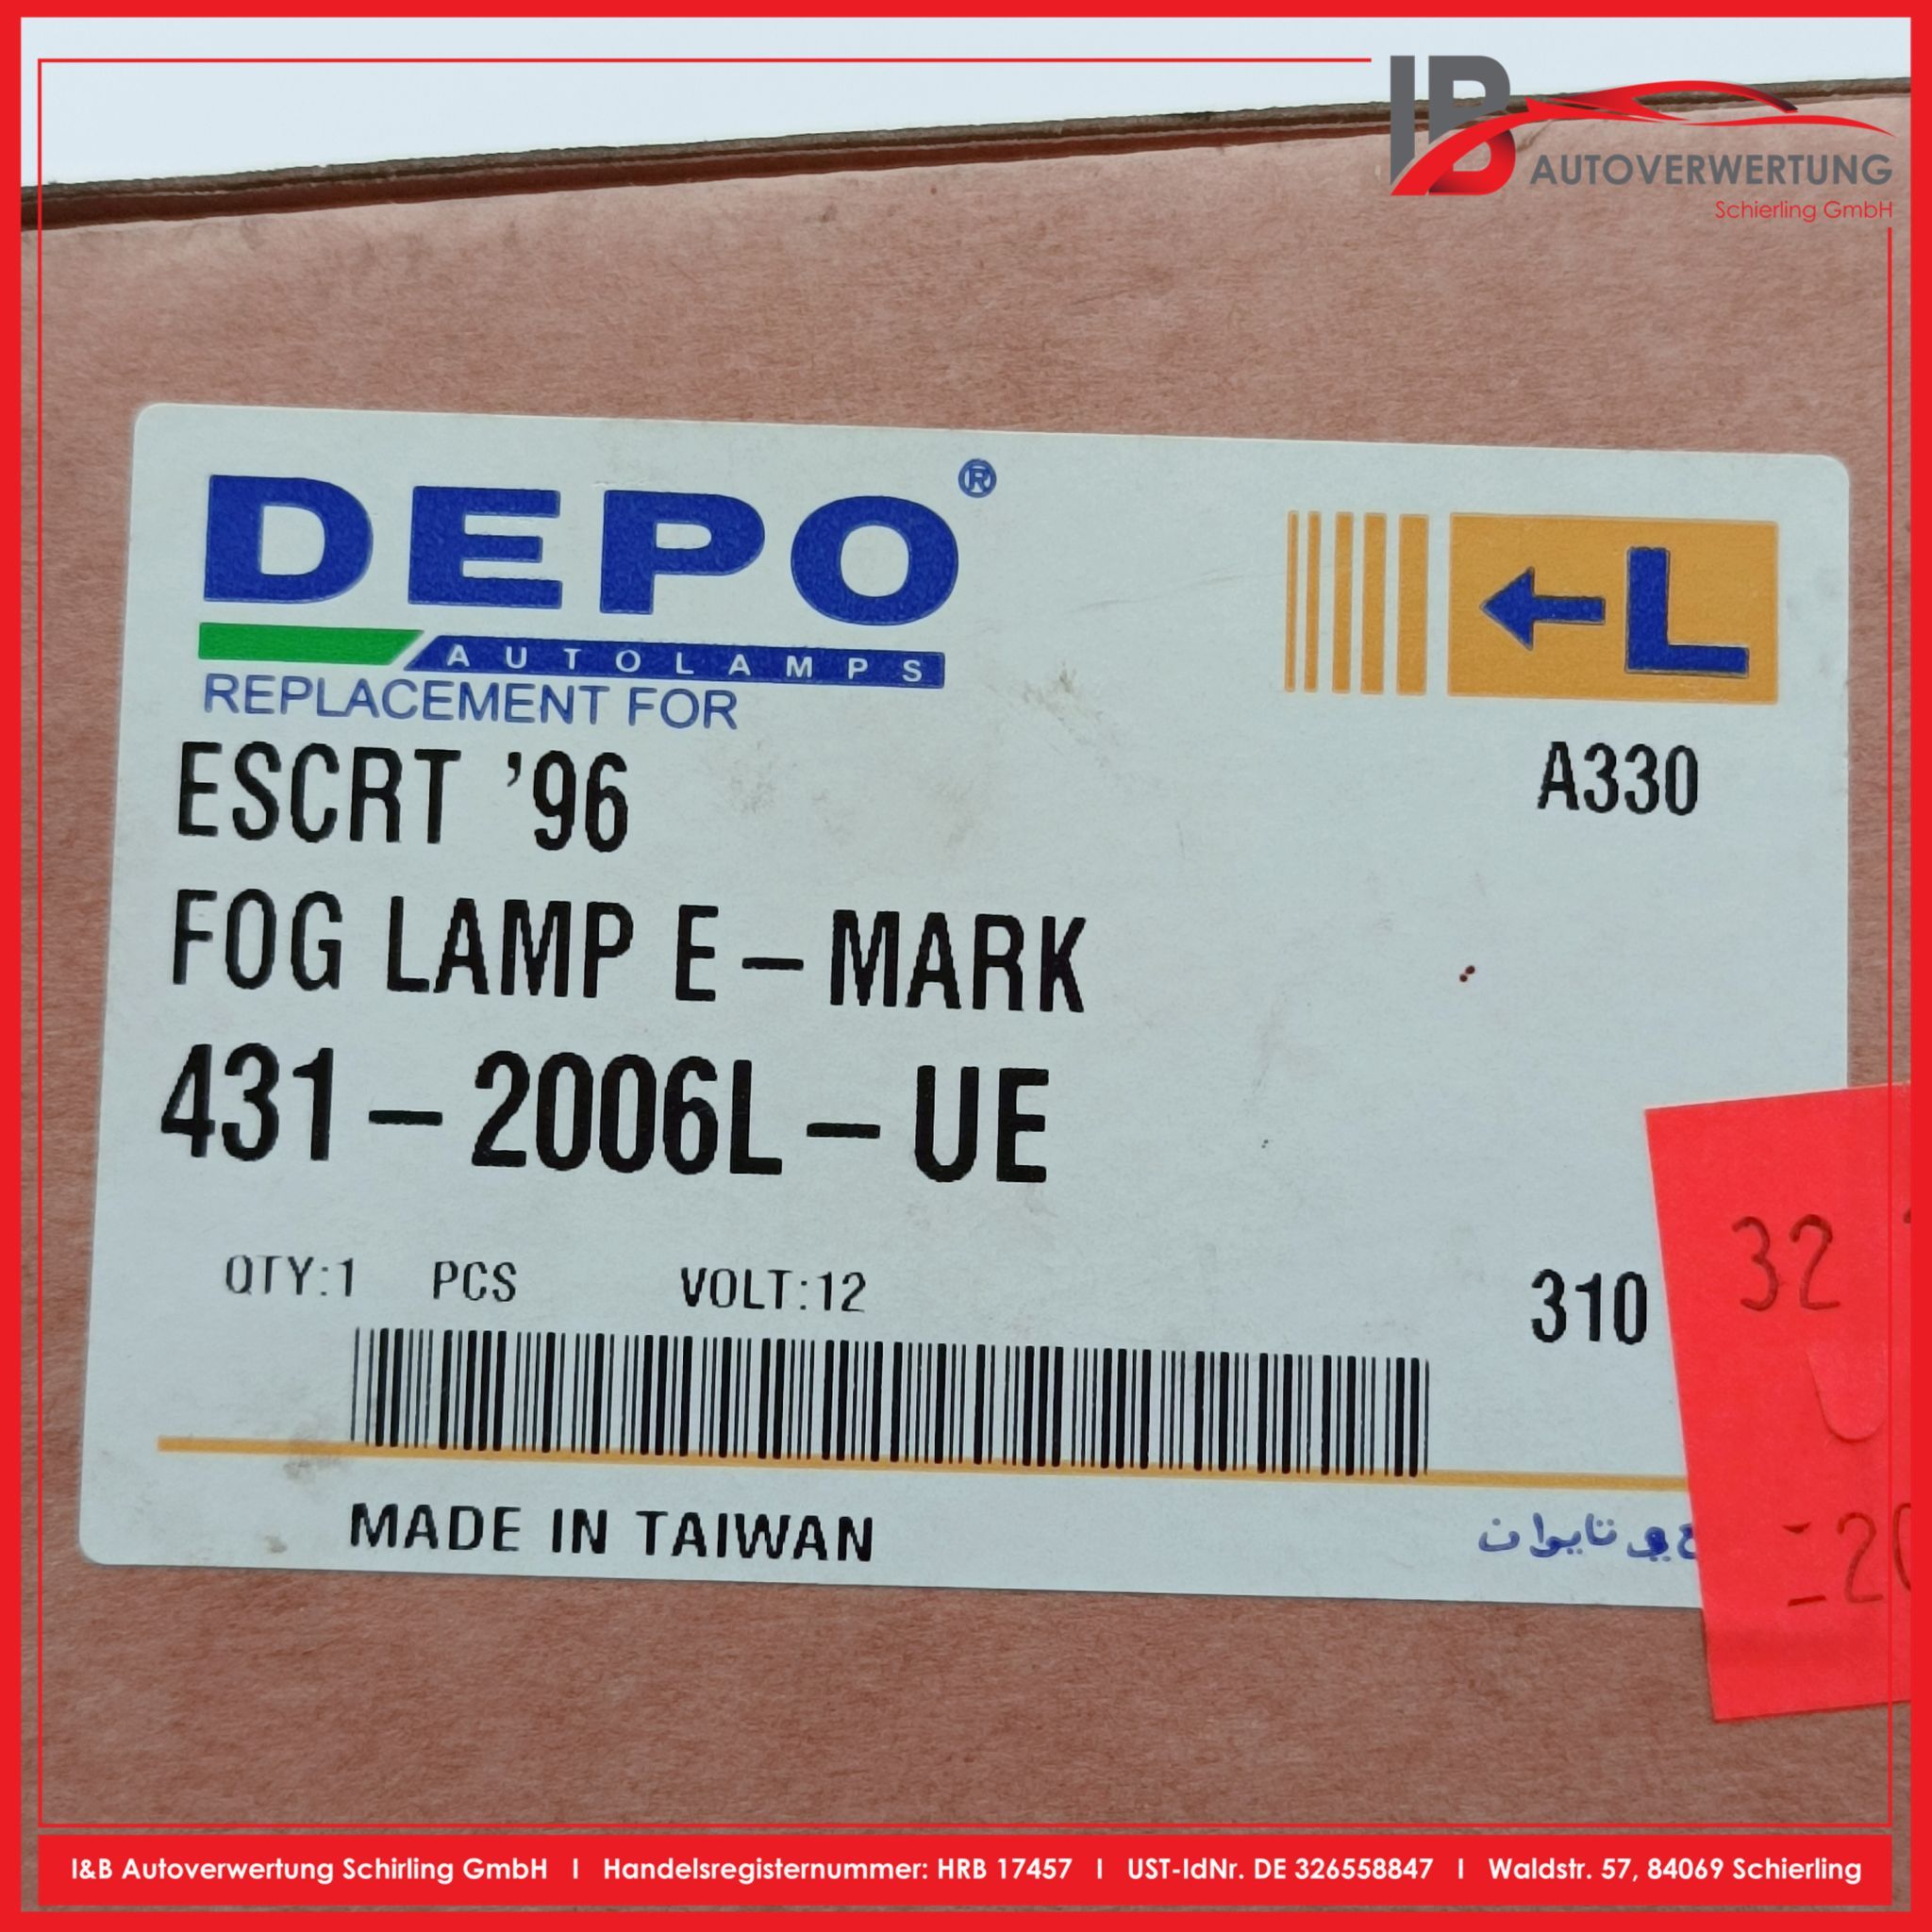 IB
AUTOVERWERTUNG
Schierling GmbH
DEPO®
AUTOLAMPS
REPLACEMENT FOR
L
ESCRT '96
A330
FOG LAMP E-MARK
431-2006L-UE
QTY:1 PCS VOLT:12
310
32
MADE IN TAIWAN
تايوان
I&B Autoverwertung Schirling GmbH I Handelsregisternummer: HRB 17457 I UST-IdNr. DE 326558847 I Waldstr. 57, 84069 Schierling